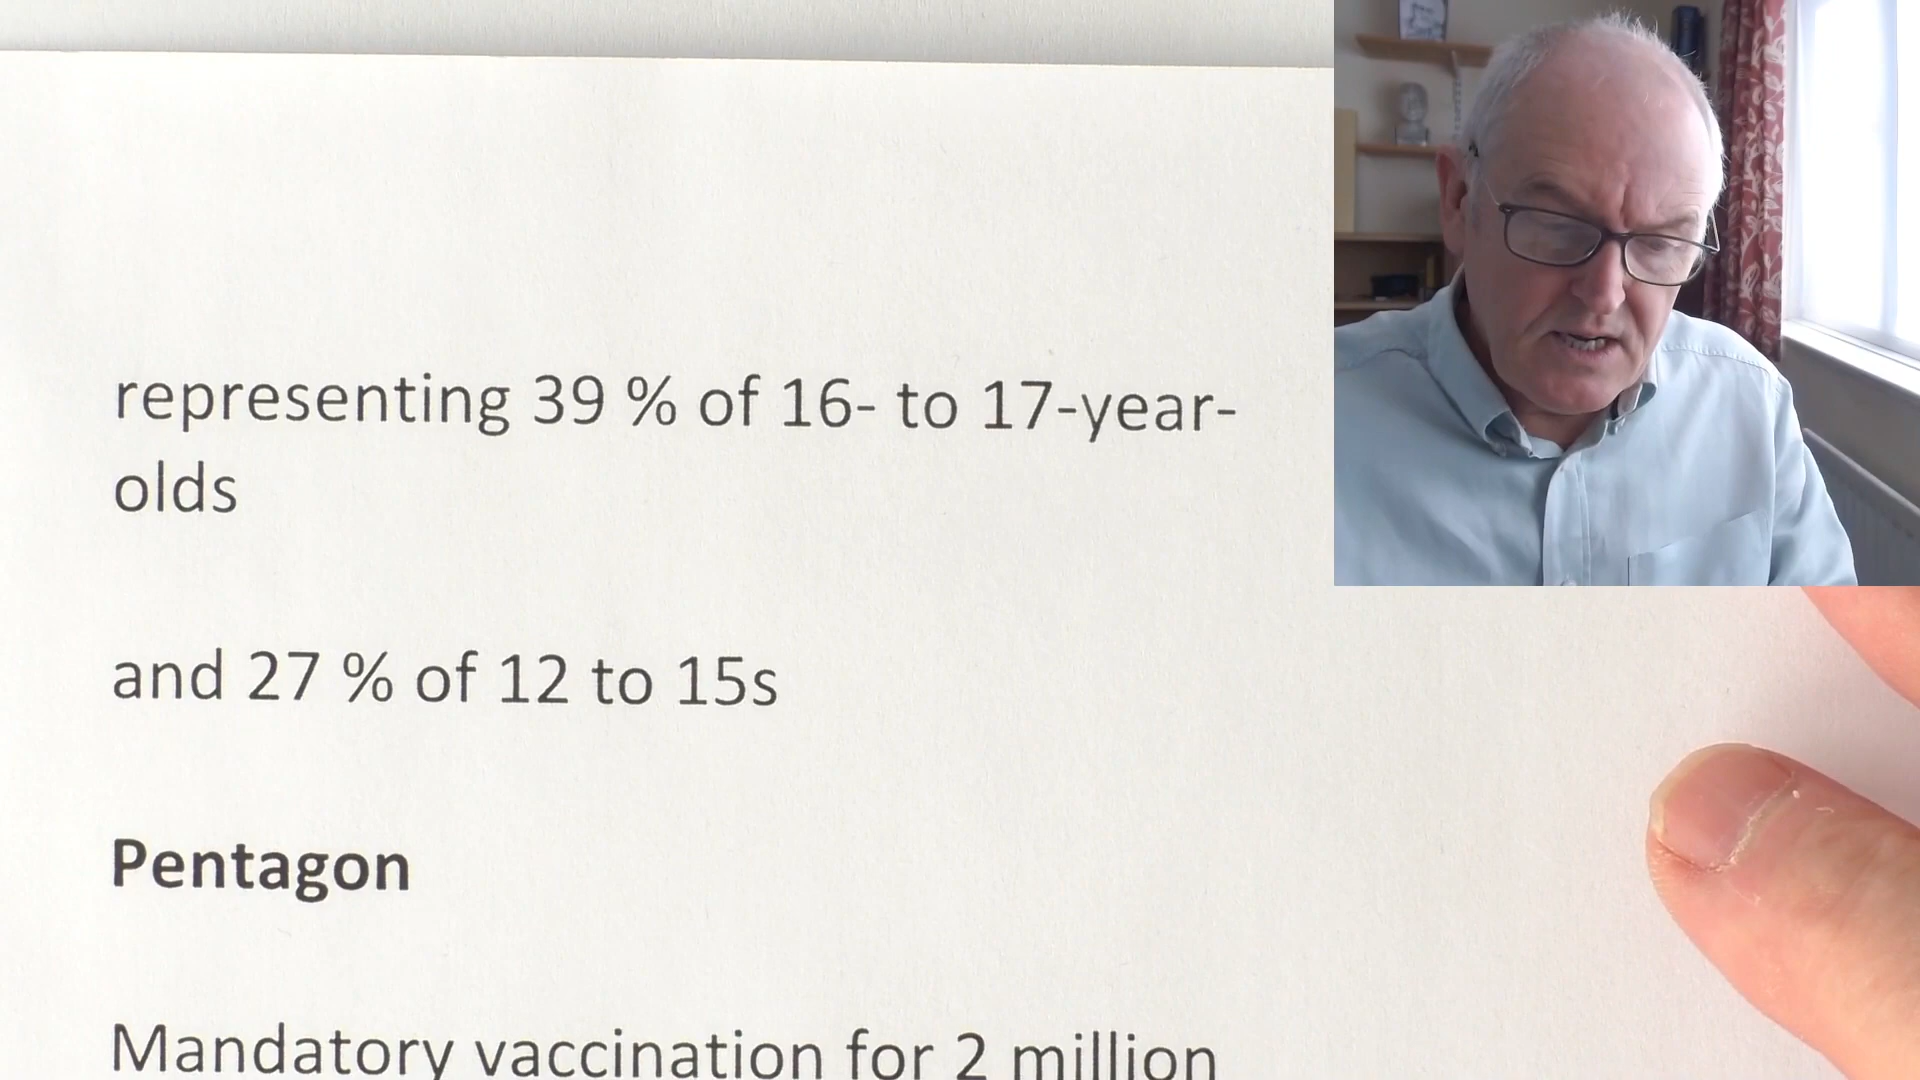 representing 39 % of 16- to 17-year-
olds
and 27 % of 12 to 15s
Pentagon
Mandatory vaccination for 2 million